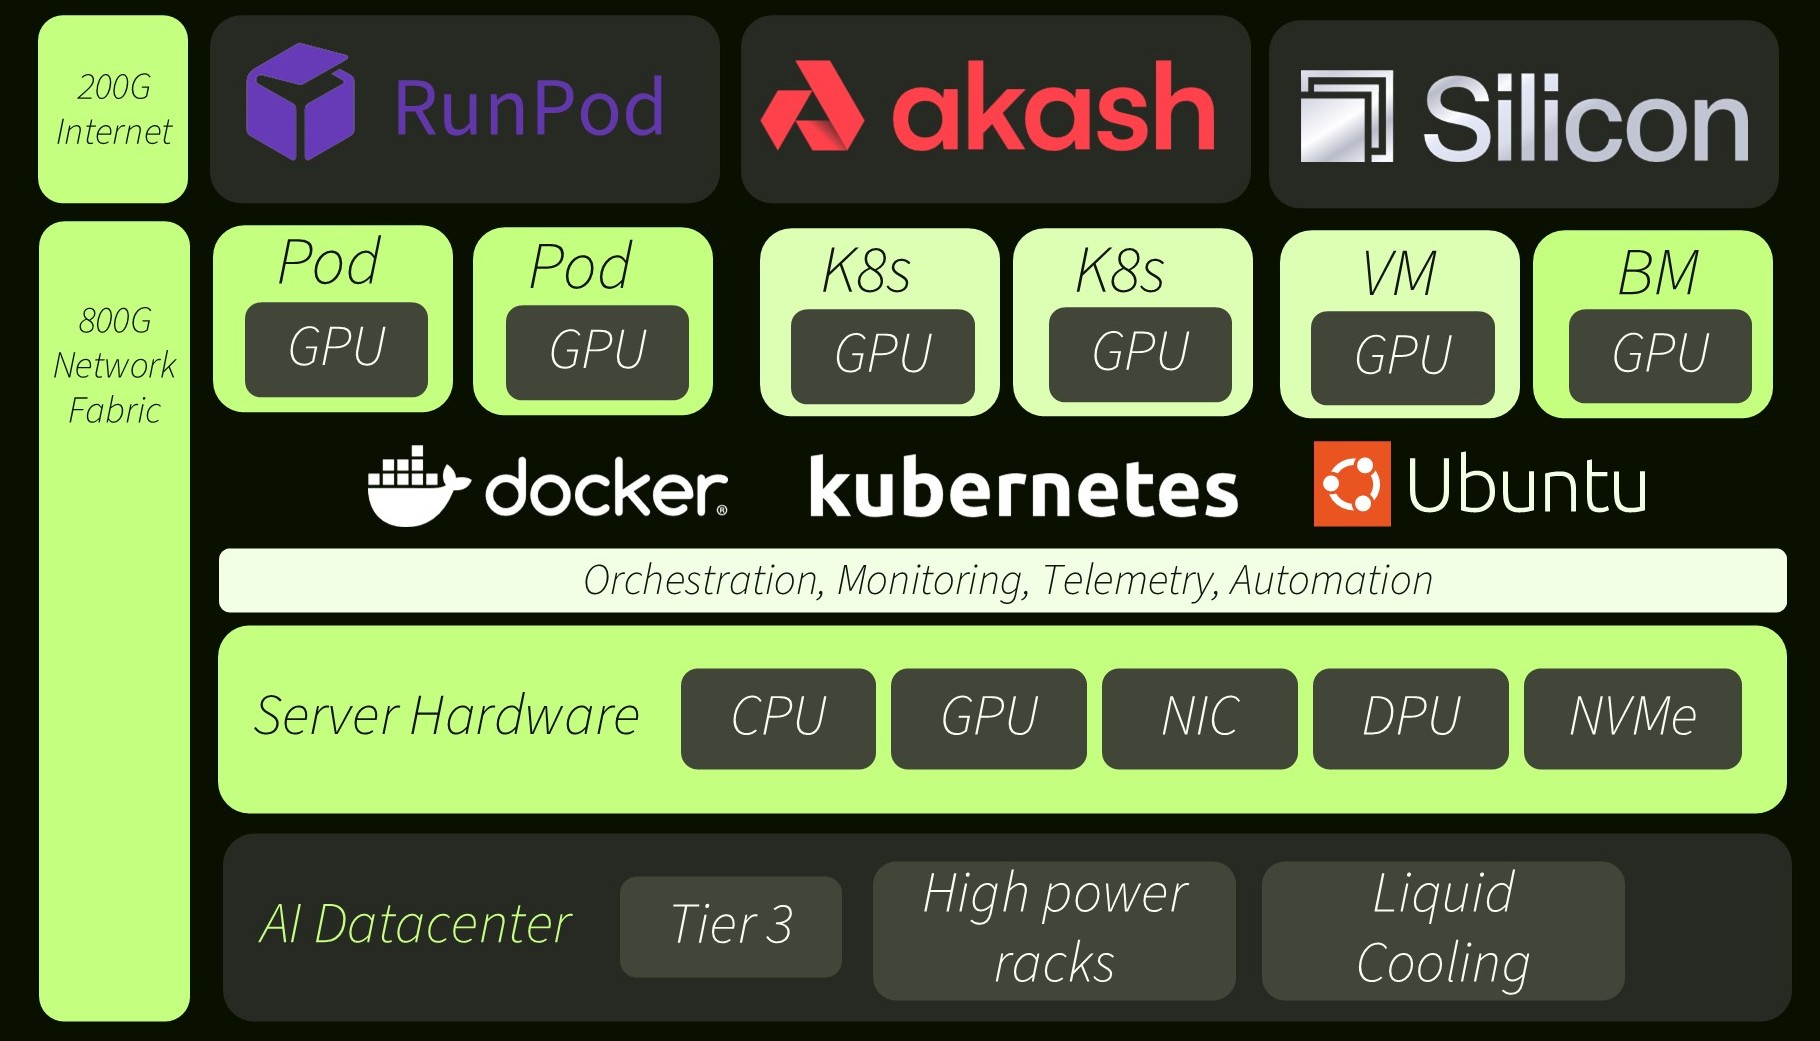 200G
Internet
RunPod
akash
Silicon
800G
Network
Fabric
Pod
GPU
Pod
GPU
K8s
GPU
K8s
GPU
VM
GPU
BM
GPU
docker®
kubernetes
Ubuntu
Orchestration, Monitoring, Telemetry, Automation
Server Hardware
CPU
GPU
NIC
DPU
NVMe
AI Datacenter
Tier 3
High power
racks
Liquid
Cooling